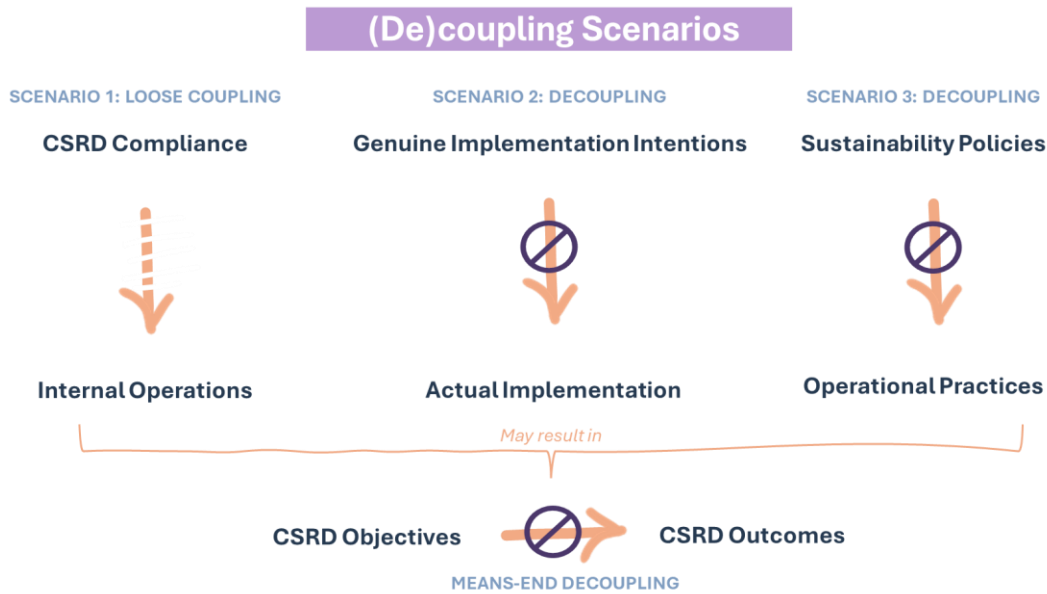 (De)coupling Scenarios
SCENARIO 1: LOOSE COUPLING
CSRD Compliance
Internal Operations
SCENARIO 2: DECOUPLING
Genuine Implementation Intentions
Actual Implementation
SCENARIO 3: DECOUPLING
Sustainability Policies
Operational Practices
May result in
CSRD Objectives
CSRD Outcomes
MEANS-END DECOUPLING